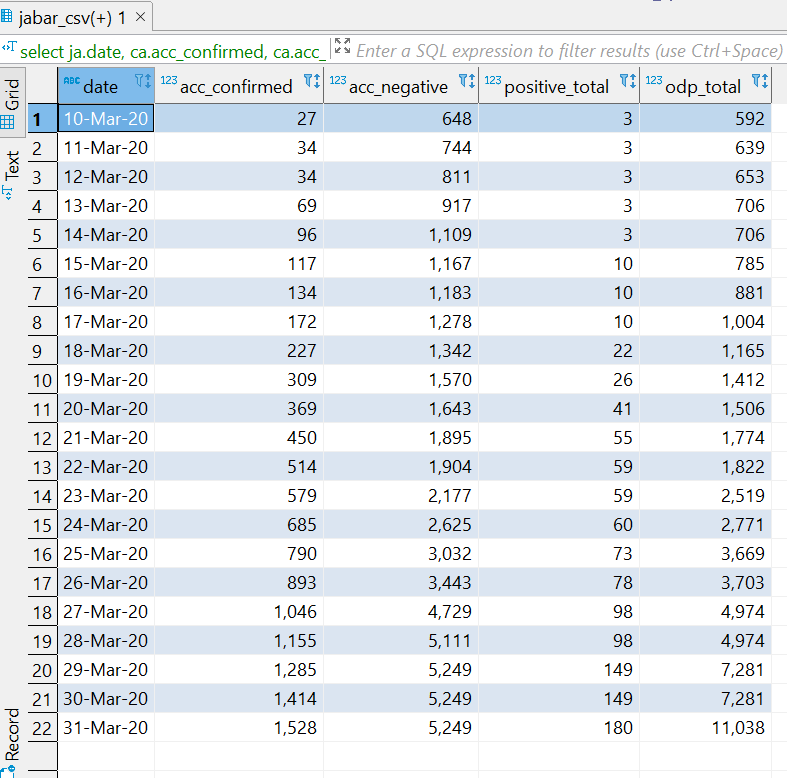 jabar_csv(+) 1
select ja.date, ca.acc_confirmed, ca.acc_ Enter a SQL expression to filter results (use Ctrl+Space)
Grid
Text
Record
ABC date 123 acc_confirmed 123 acc_negative 123 positive_total 123 odp_total
1 10-Mar-20 27 648 3 592
2 11-Mar-20 34 744 3 639
3 12-Mar-20 34 811 3 653
4 13-Mar-20 69 917 3 706
5 14-Mar-20 96 1,109 3 706
6 15-Mar-20 117 1,167 10 785
7 16-Mar-20 134 1,183 10 881
8 17-Mar-20 172 1,278 10 1,004
9 18-Mar-20 227 1,342 22 1,165
10 19-Mar-20 309 1,570 26 1,412
11 20-Mar-20 369 1,643 41 1,506
12 21-Mar-20 450 1,895 55 1,774
13 22-Mar-20 514 1,904 59 1,822
14 23-Mar-20 579 2,177 59 2,519
15 24-Mar-20 685 2,625 60 2,771
16 25-Mar-20 790 3,032 73 3,669
17 26-Mar-20 893 3,443 78 3,703
18 27-Mar-20 1,046 4,729 98 4,974
19 28-Mar-20 1,155 5,111 98 4,974
20 29-Mar-20 1,285 5,249 149 7,281
21 30-Mar-20 1,414 5,249 149 7,281
22 31-Mar-20 1,528 5,249 180 11,038